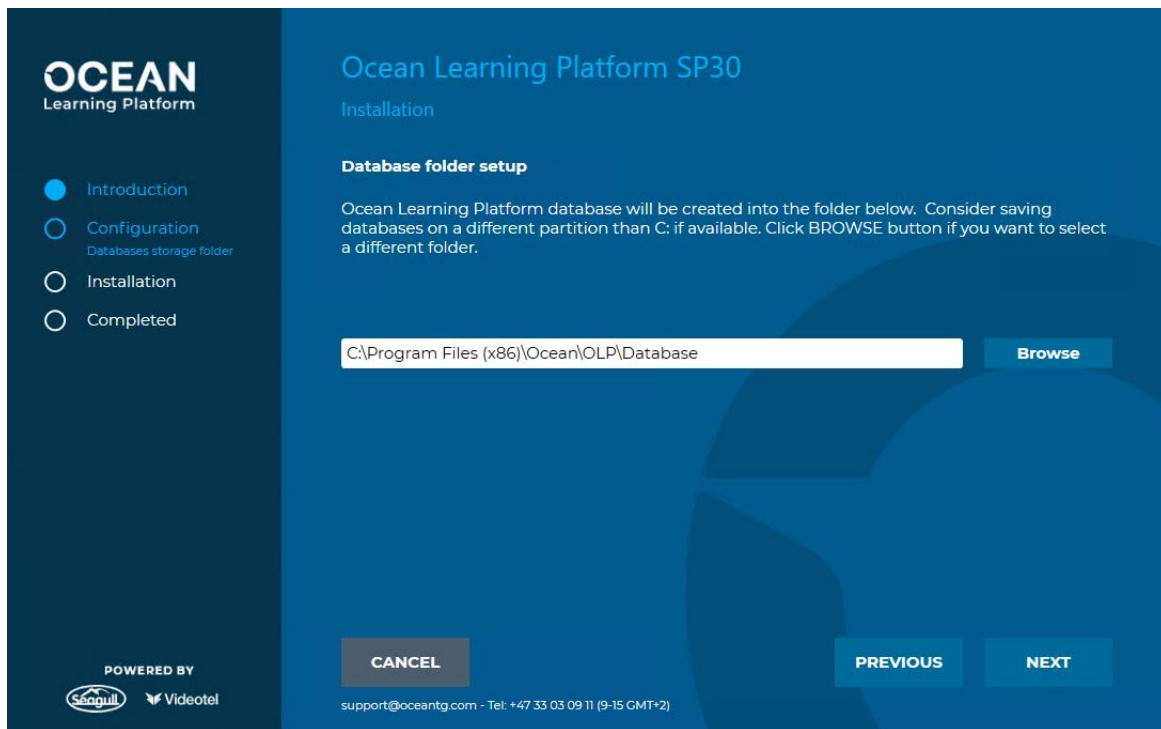 OCEAN
Learning Platform
Introduction
Configuration
Databases storage folder
Installation
Completed
POWERED BY
Seagull
Videotel
Ocean Learning Platform SP30
Installation
Database folder setup
Ocean Learning Platform database will be created into the folder below.  Consider saving
databases on a different partition than C: if available. Click BROWSE button if you want to select
a different folder.
C:\Program Files (x86)\Ocean\OLP\Database
Browse
CANCEL
PREVIOUS
NEXT
support@oceantg.com - Tel: +47 33 03 09 11 (9-15 GMT+2)